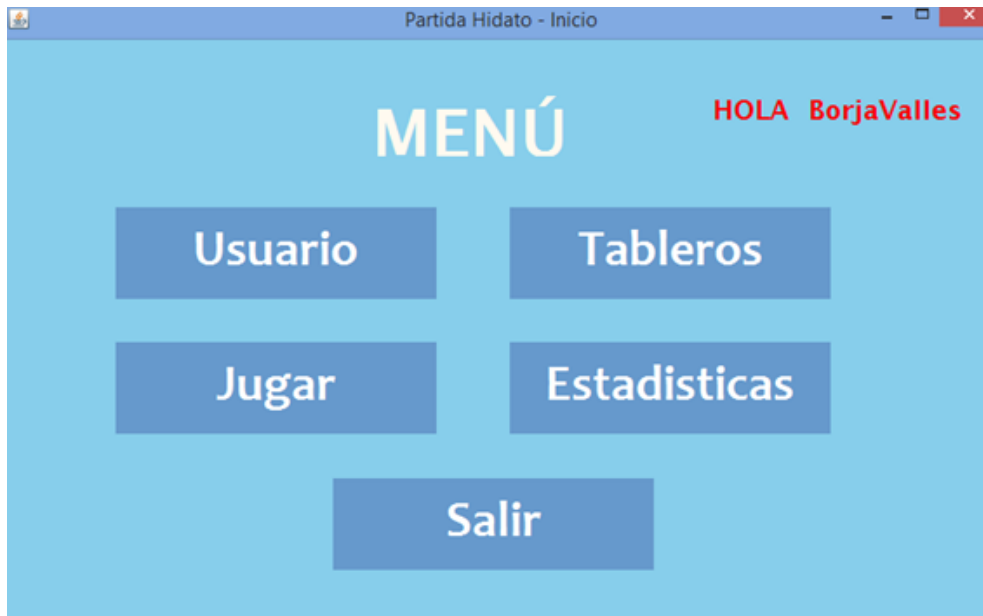 Partida Hidato - Inicio
HOLA BorjaValles
MENÚ
Usuario
Tableros
Jugar
Estadisticas
Salir